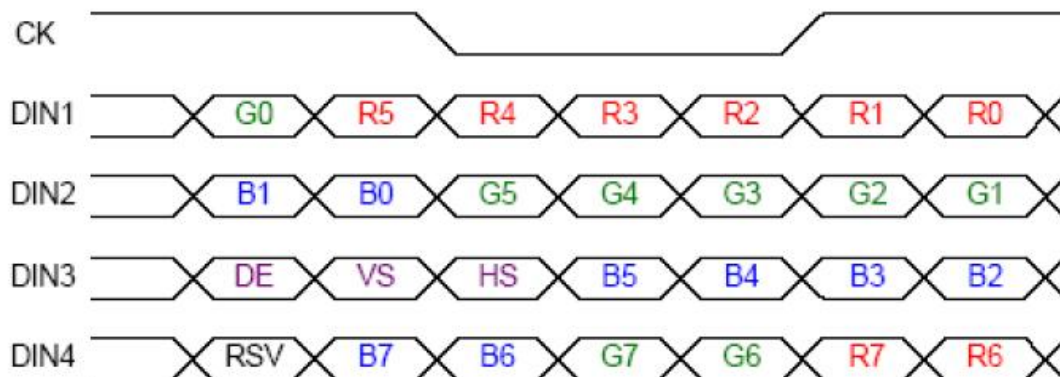 CK
DIN1 G0 R5 R4 R3 R2 R1 R0
DIN2 B1 B0 G5 G4 G3 G2 G1
DIN3 DE VS HS B5 B4 B3 B2
DIN4 RSV B7 B6 G7 G6 R7 R6